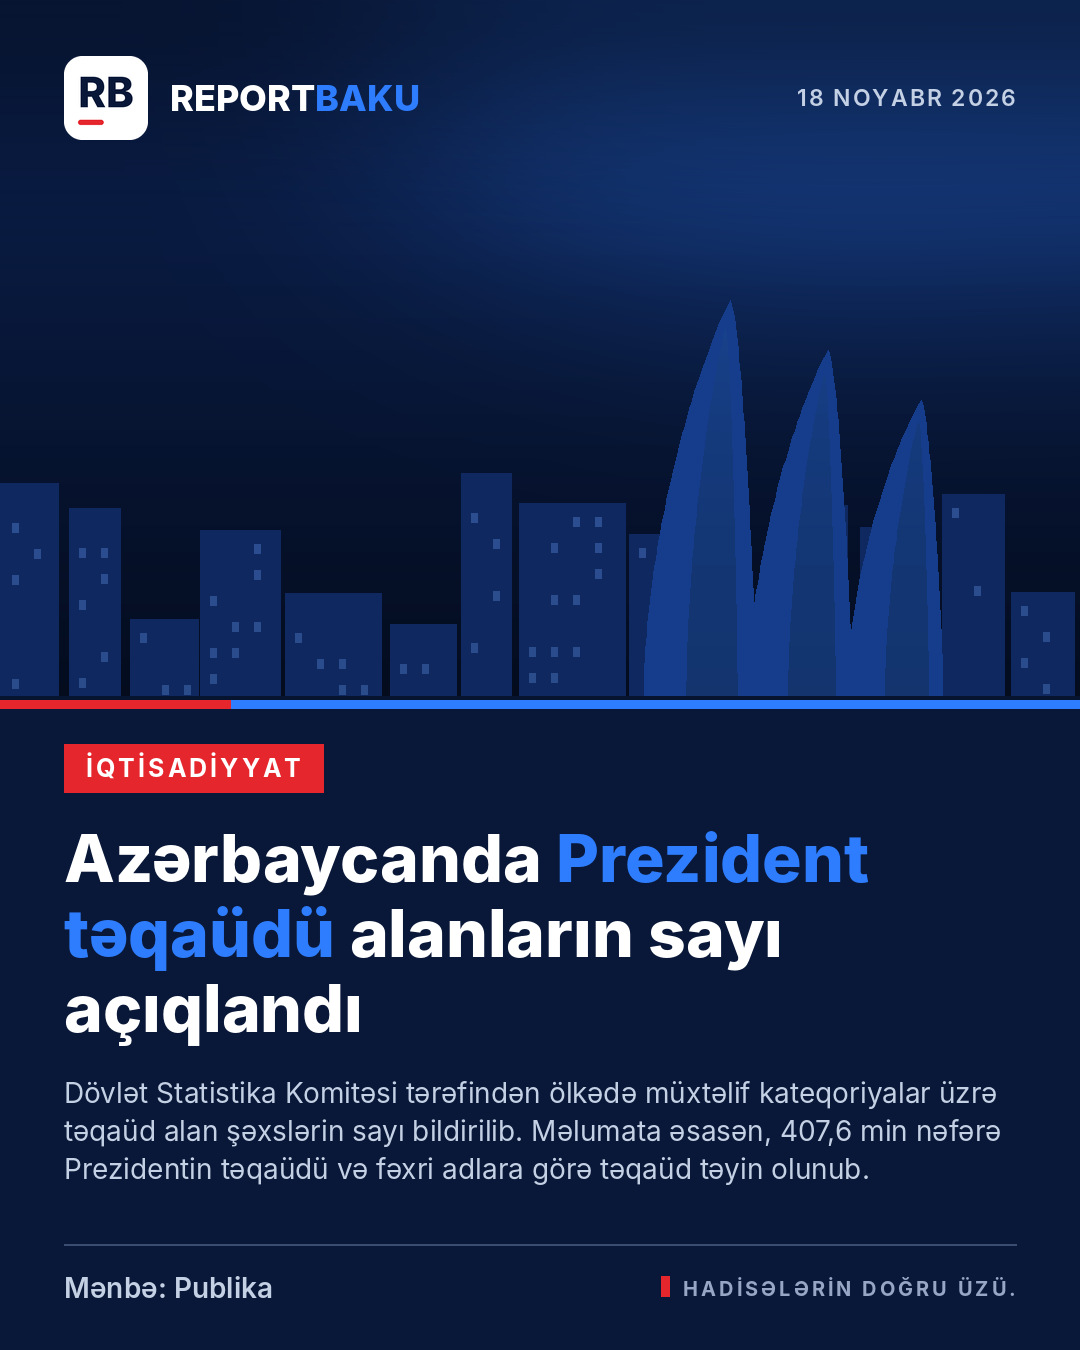 RB
REPORTBAKU
18 NOYABR 2026
İQTİSADİYYAT
Azərbaycanda Prezident
təqaüdü alanların sayı
açıqlandı
Dövlət Statistika Komitəsi tərəfindən ölkədə müxtəlif kateqoriyalar üzrə
təqaüd alan şəxslərin sayı bildirilib. Məlumata əsasən, 407,6 min nəfərə
Prezidentin təqaüdü və fəxri adlara görə təqaüd təyin olunub.
Mənbə: Publika
HADİSƏLƏRİN DOĞRU ÜZÜ.